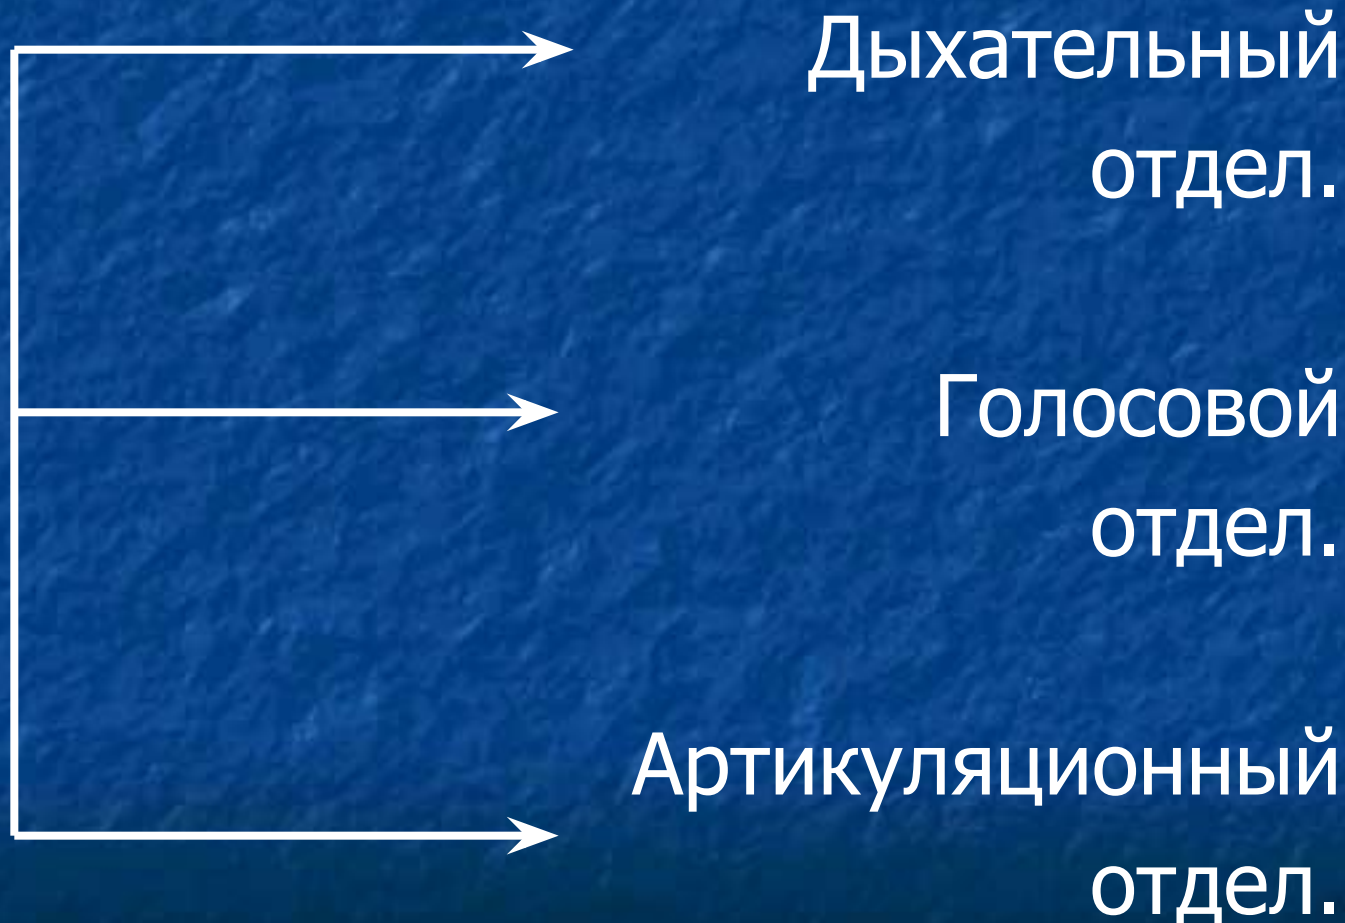 Дыхательный
отдел.
Голосовой
отдел.
Артикуляционный
отдел.